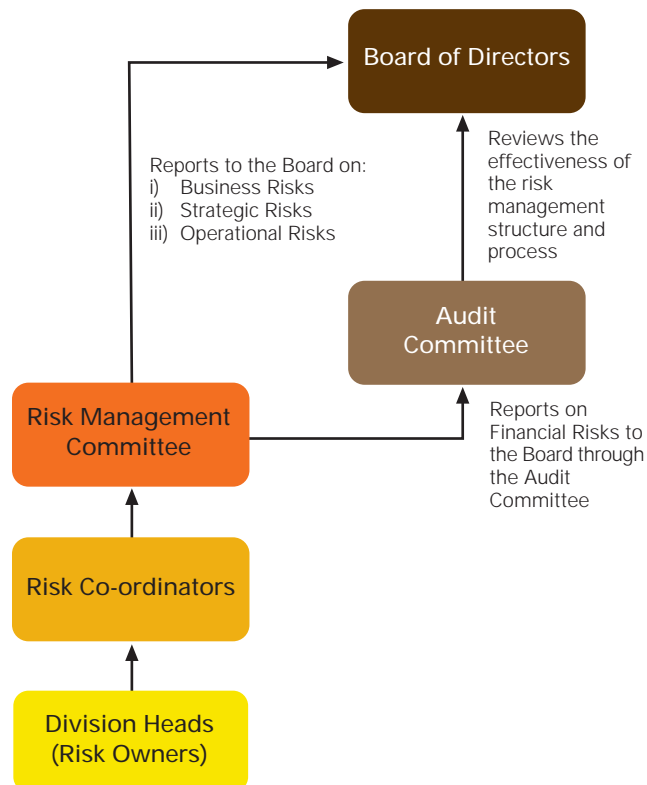 Board of Directors
Reports to the Board on:
i) Business Risks
ii) Strategic Risks
iii) Operational Risks
Reviews the
effectiveness of
the risk
management
structure and
process
Audit
Committee
Risk Management
Committee
Reports on
Financial Risks to
the Board through
the Audit
Committee
Risk Co-ordinators
Division Heads
(Risk Owners)